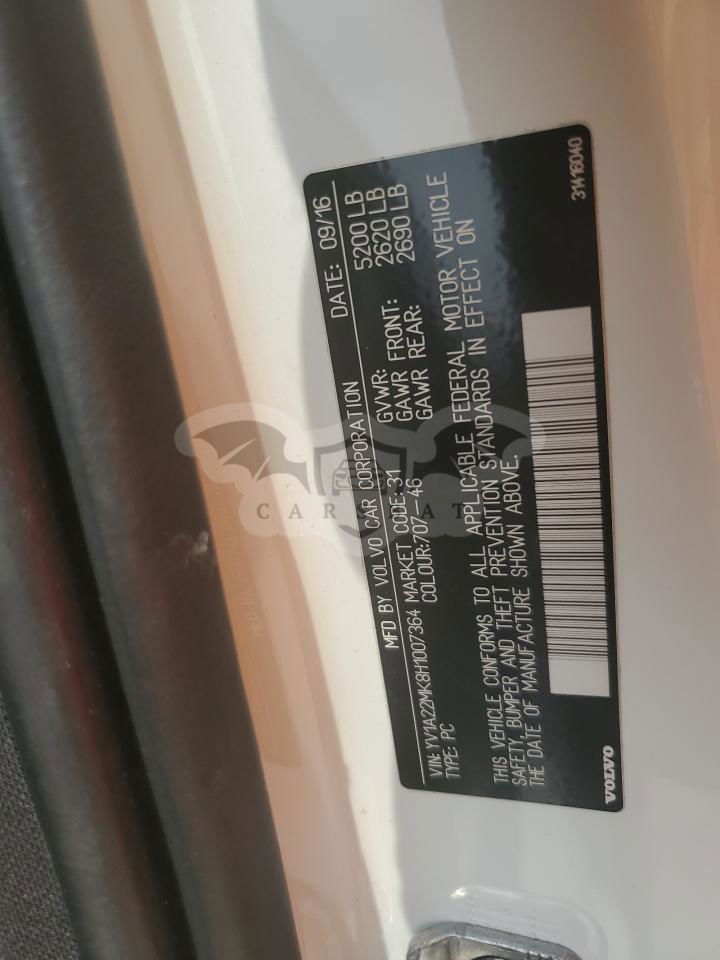 MFD BY VOLVO CAR CORPORATION DATE: 09/16
VIN: YV1A22MK8H1007364 MARKET CODE: 31 GVWR: 5200 LB
TYPE: PC COLOUR: 707-46 GAWR FRONT: 2620 LB
GAWR REAR: 2690 LB
THIS VEHICLE CONFORMS TO ALL APPLICABLE FEDERAL MOTOR VEHICLE
SAFETY, BUMPER AND THEFT PREVENTION STANDARDS IN EFFECT ON
THE DATE OF MANUFACTURE SHOWN ABOVE.
VOLVO 31416040